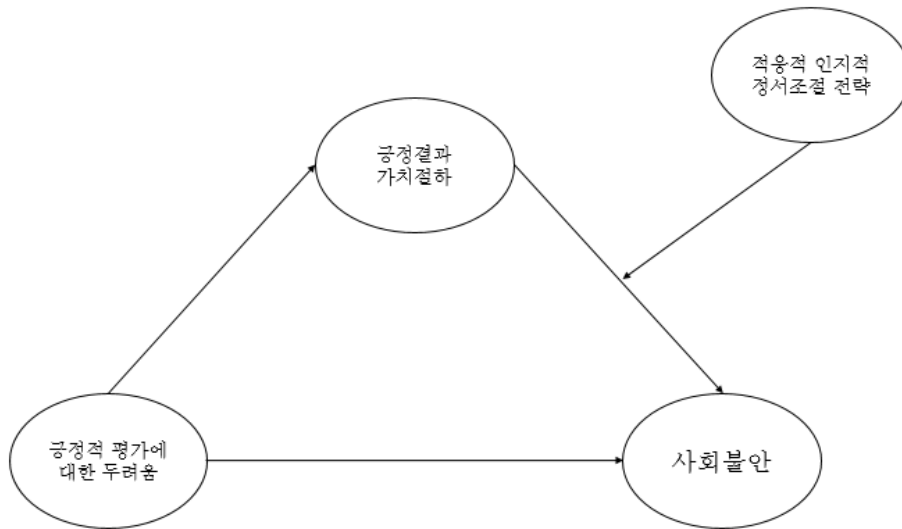 적응적 인지적
정서조절 전략
긍정결과
가치절하
긍정적 평가에
대한 두려움
사회불안